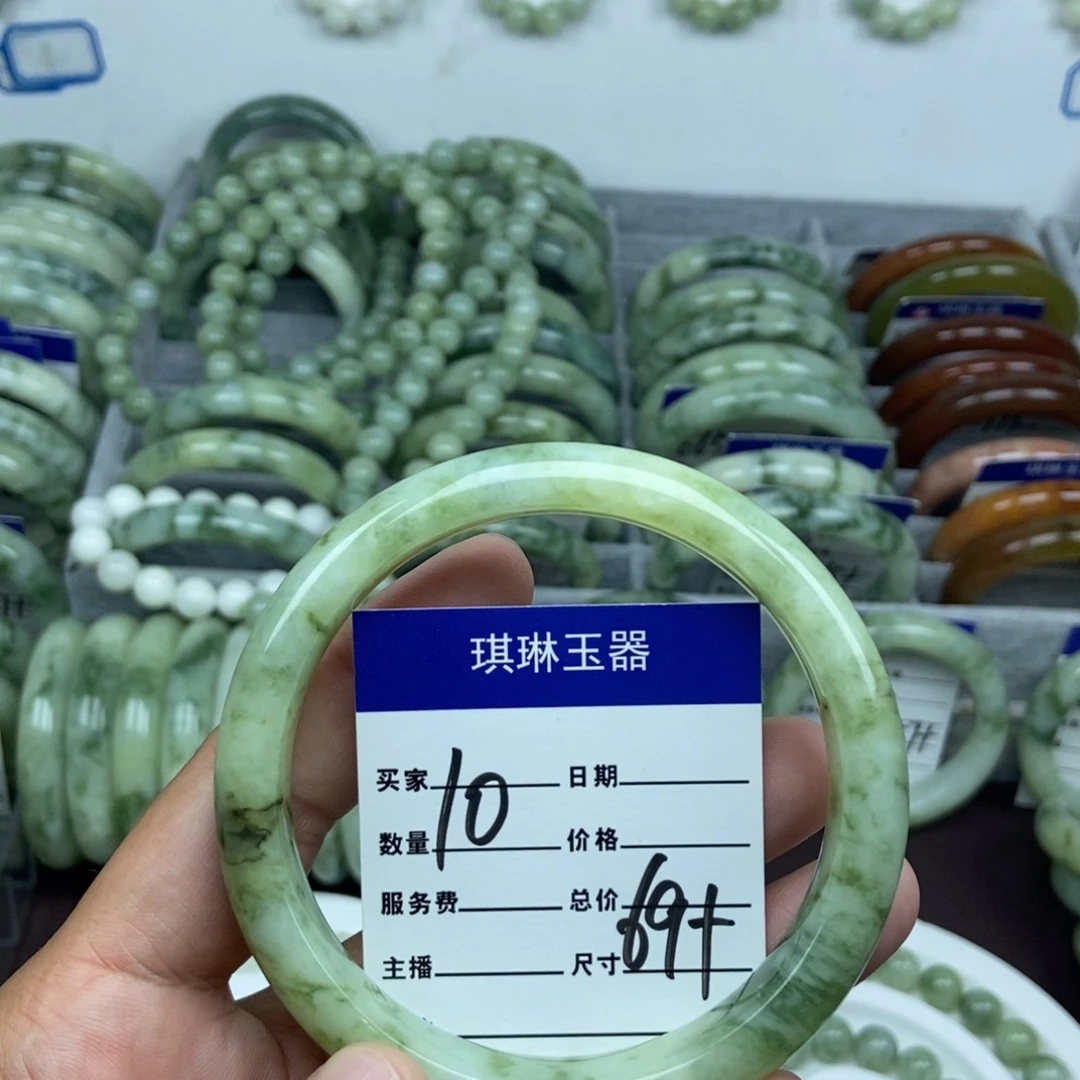 琪琳玉器
买家 日期
10
数量 价格
服务费 总价
69+
主播 尺寸